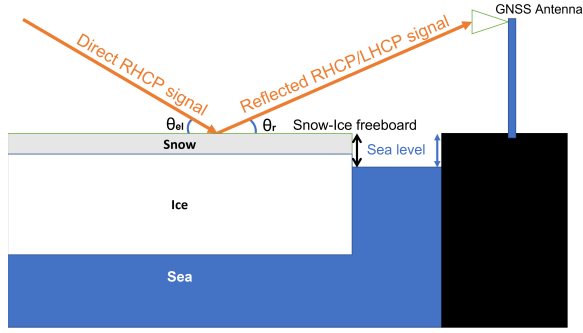 GNSS Antenna
Direct RHCP signal
Reflected RHCP/LHCP signal
θel
θr
Snow-Ice freeboard
Snow
Sea level
Ice
Sea